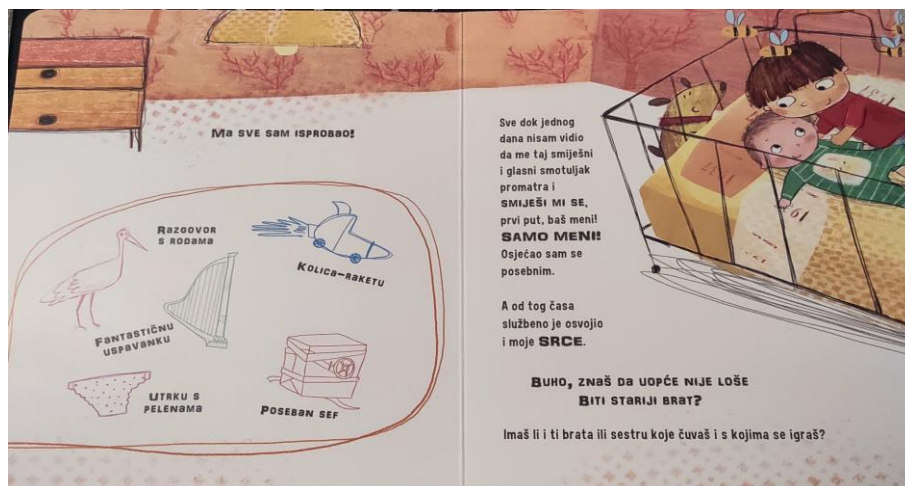 Ma sve sam isprobao!
Razgovor
s rodama
Kolica-raketu
Fantastičnu
uspavanku
Utrku s
pelenama
Poseban sef
Sve dok jednog
dana nisam vidio
da me taj smiješni
i glasni smotuljak
promatra i
SMIJEŠI MI SE,
prvi put, baš meni!
SAMO MENI!
Osjećao sam se
posebnim.
A od tog časa
službeno je osvojio
i moje SRCE.
Buho, znaš da uopće nije loše
biti stariji brat?
Imaš li i ti brata ili sestru koje čuvaš i s kojima se igraš?